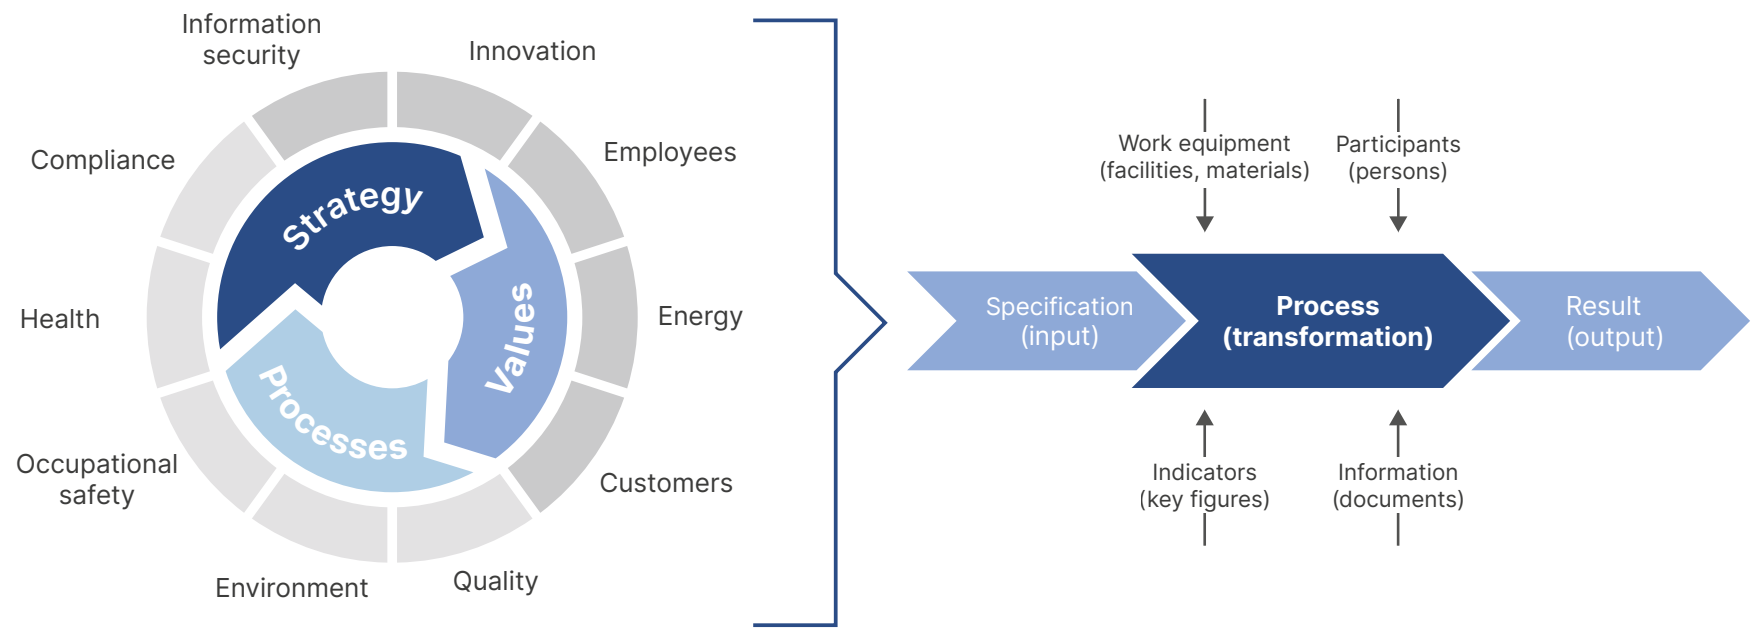 Information
security
Innovation
Employees
Energy
Customers
Quality
Environment
Occupational
safety
Health
Compliance
Strategy
Values
Processes
Work equipment
(facilities, materials)
Participants
(persons)
Specification
(input)
Process
(transformation)
Result
(output)
Indicators
(key figures)
Information
(documents)